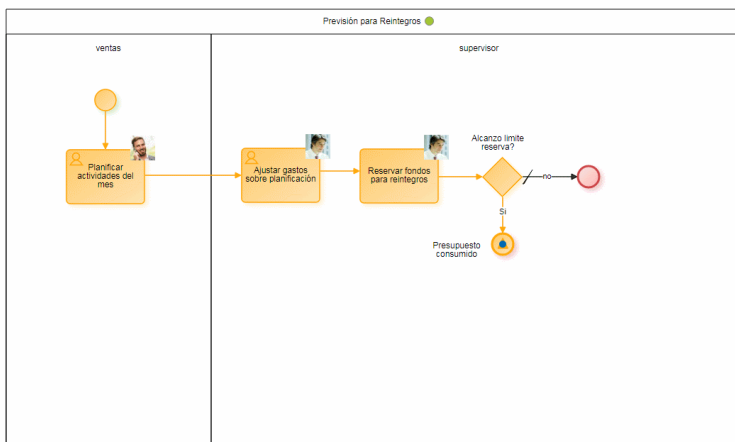 Previsión para Reintegros
ventas
supervisor
Planificar
actividades del
mes
Ajustar gastos
sobre planificación
Reservar fondos
para reintegros
Alcanzo limite
reserva?
no
Si
Presupuesto
consumido